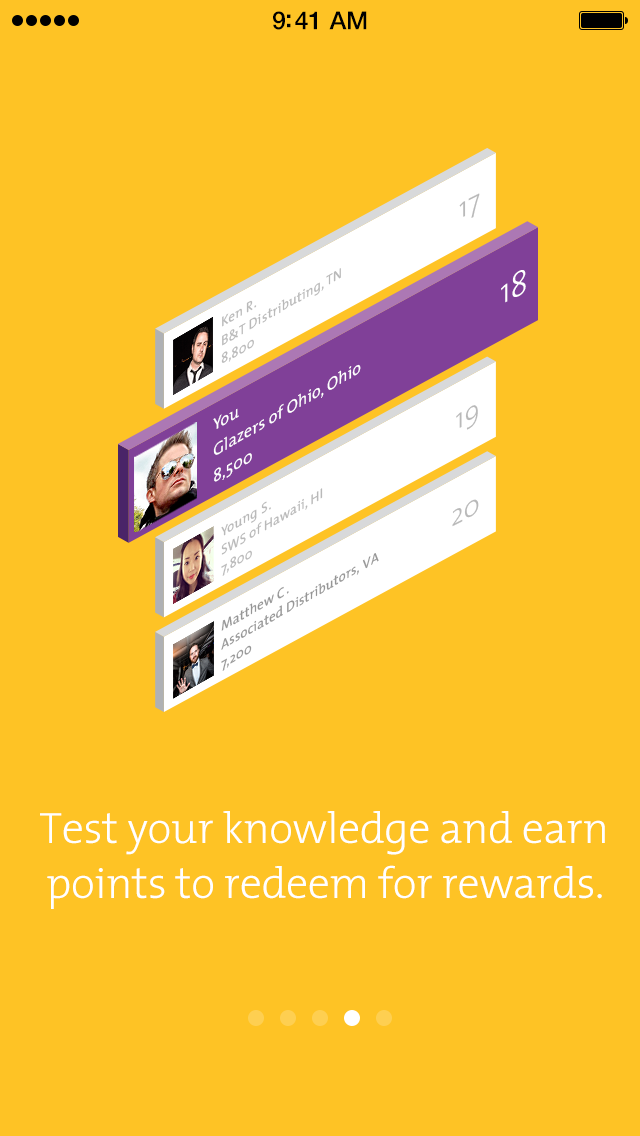 9:41 AM
17
Ken R.
B&T Distributing, TN
8,800
18
You
Glazers of Ohio, Ohio
8,500
19
Young S.
SWS of Hawaii, HI
7,800
20
Matthew C.
Associated Distributors, VA
7,200
Test your knowledge and earn
points to redeem for rewards.